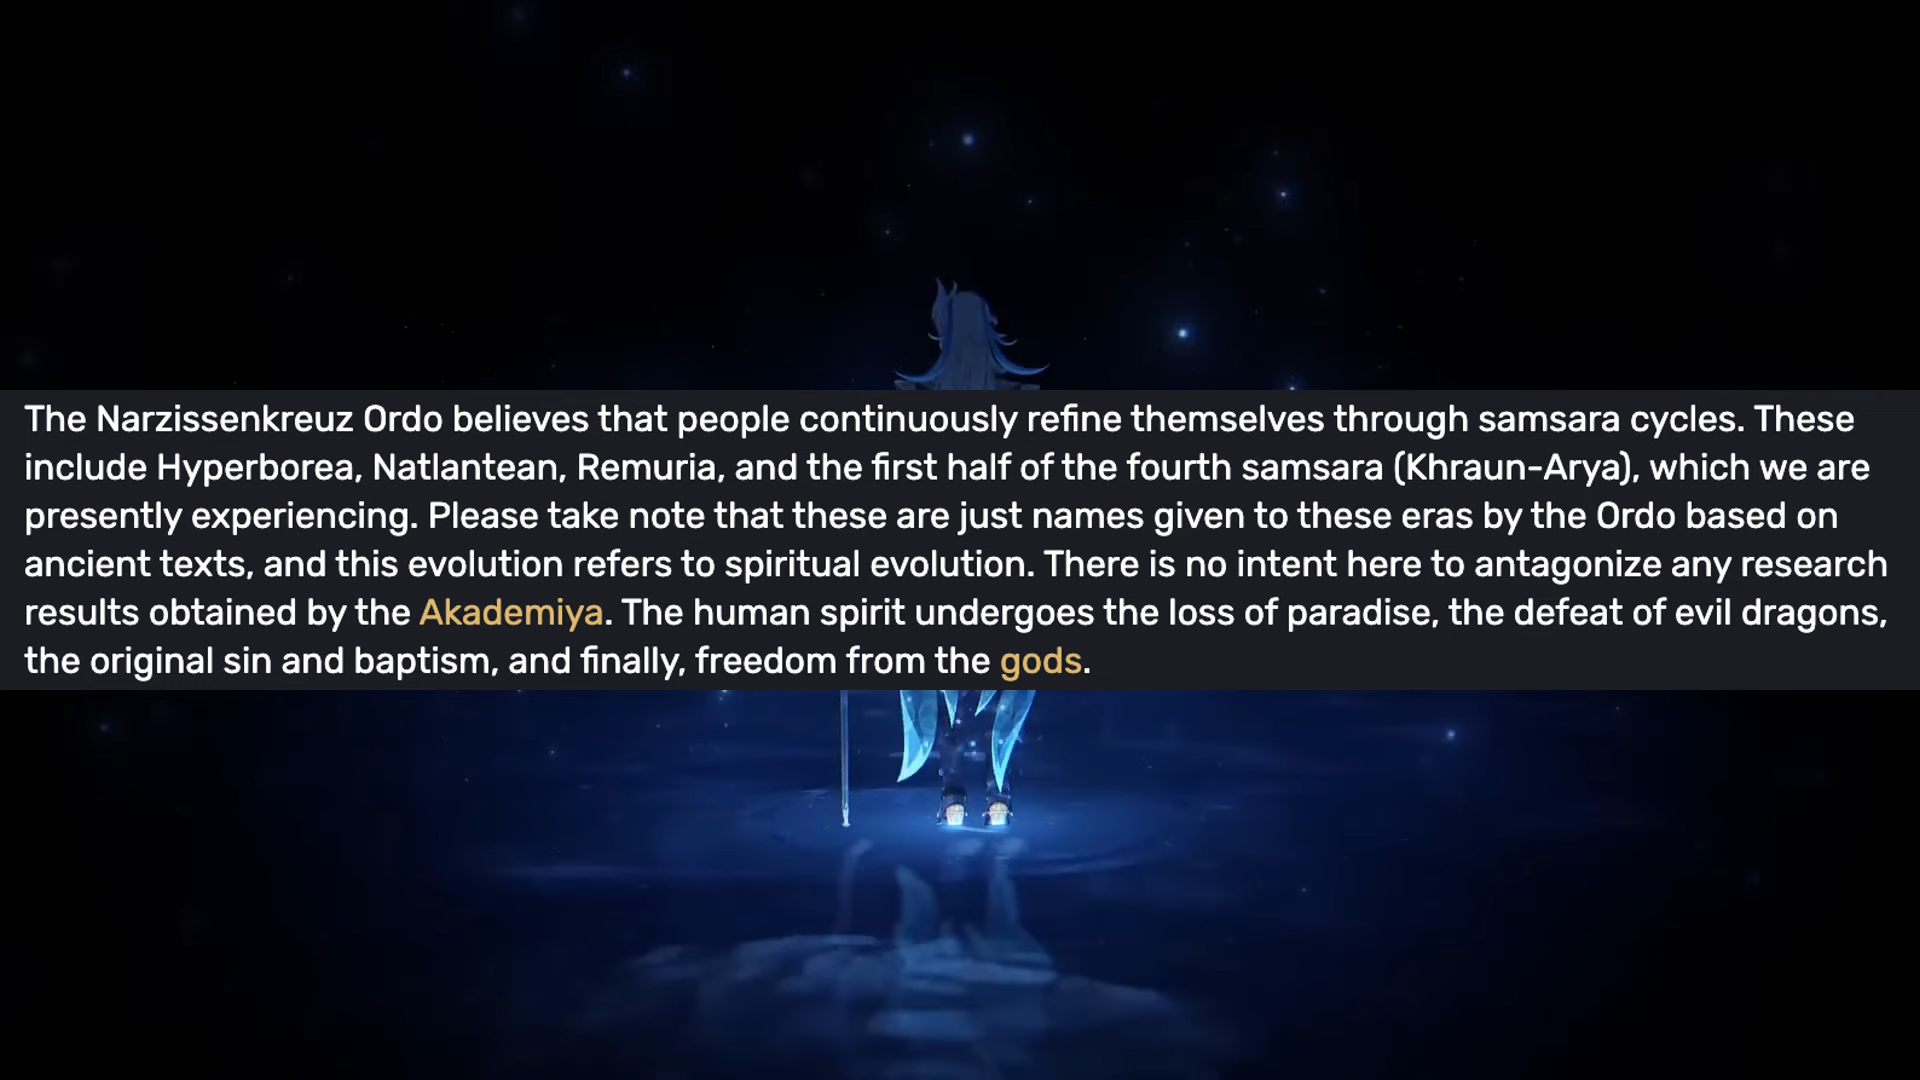 The Narzissenkreuz Ordo believes that people continuously refine themselves through samsara cycles. These
include Hyperborea, Natlantean, Remuria, and the first half of the fourth samsara (Khraun-Arya), which we are
presently experiencing. Please take note that these are just names given to these eras by the Ordo based on
ancient texts, and this evolution refers to spiritual evolution. There is no intent here to antagonize any research
results obtained by the Akademiya. The human spirit undergoes the loss of paradise, the defeat of evil dragons,
the original sin and baptism, and finally, freedom from the gods.